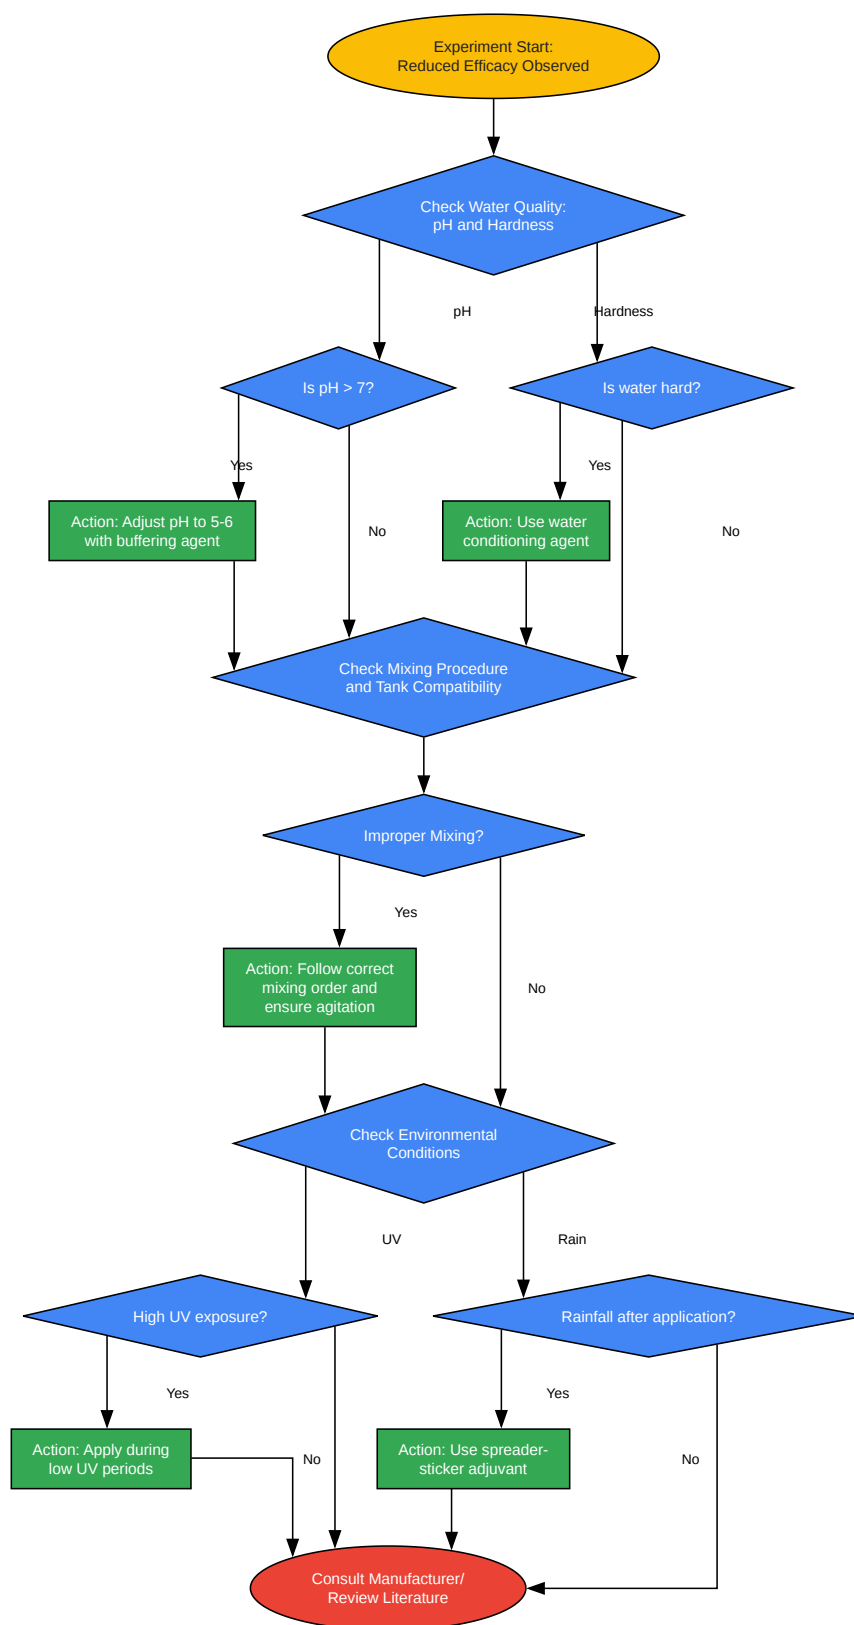 Experiment Start:
Reduced Efficacy Observed
Check Water Quality:
pH and Hardness
pH
Hardness
Is pH > 7?
Is water hard?
Yes
Yes
Action: Adjust pH to 5-6
with buffering agent
No
Action: Use water
conditioning agent
No
Check Mixing Procedure
and Tank Compatibility
Improper Mixing?
Yes
Action: Follow correct
mixing order and
ensure agitation
No
Check Environmental
Conditions
UV
Rain
High UV exposure?
Rainfall after application?
Yes
Yes
Action: Apply during
low UV periods
No
Action: Use spreader-
sticker adjuvant
No
Consult Manufacturer/
Review Literature